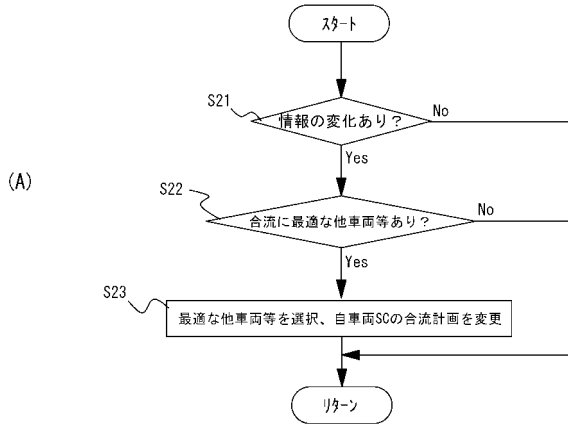 スタート
S21
情報の変化あり？
No
Yes
(A)
S22
合流に最適な他車両等あり？
No
Yes
S23
最適な他車両等を選択、自車両SCの合流計画を変更
リターン